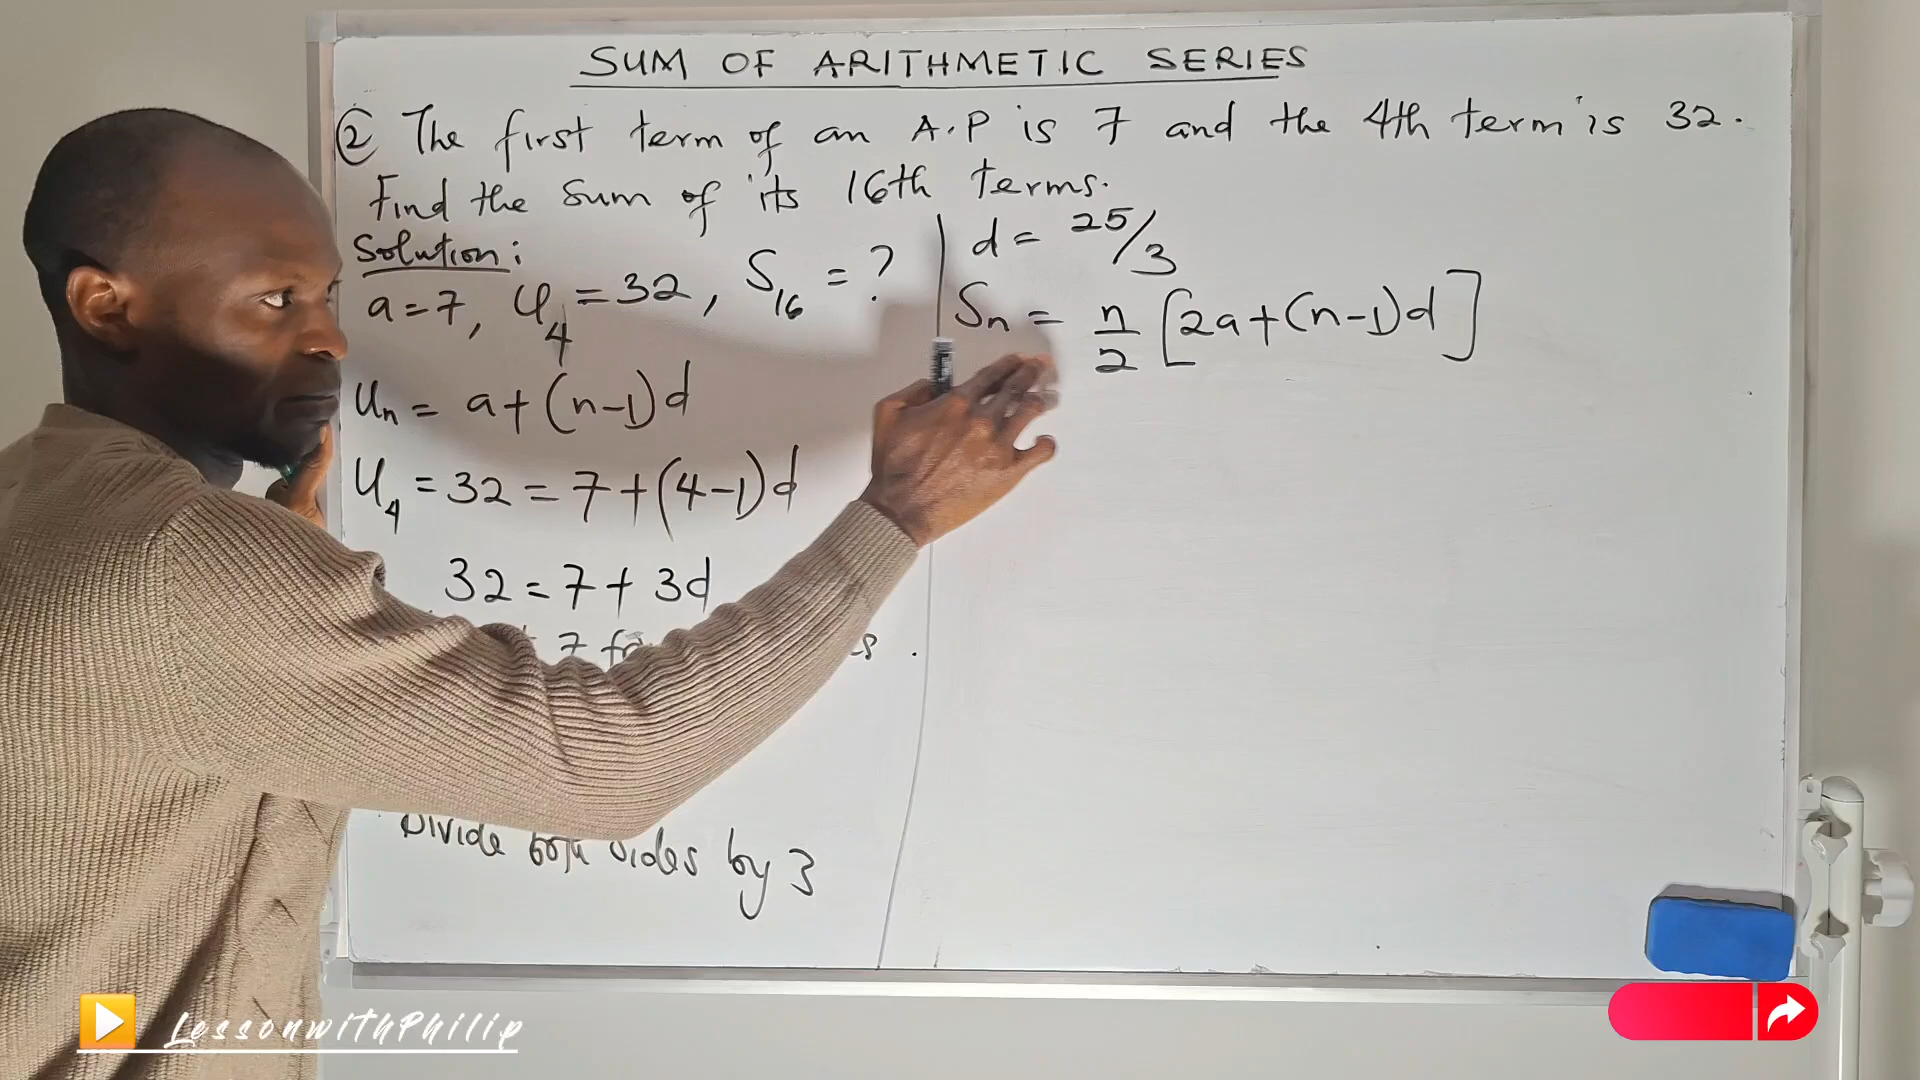 SUM OF ARITHMETIC SERIES
② The first term of an A.P is 7 and the 4th term is 32.
Find the sum of its 16th terms.
Solution:
a=7, U₄=32, S₁₆ = ?
Uₙ = a+(n-1)d
U₄ = 32 = 7+(4-1)d
32 = 7+ 3d
7
Divide both sides by 3
d = 25/3
Sₙ = n/2 [2a+(n-1)d]
LessonwithPhilip